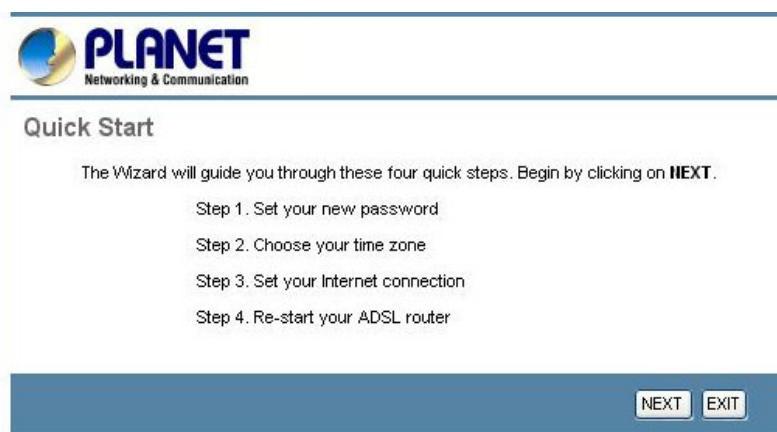 PLANET
Networking & Communication
Quick Start
The Wizard will guide you through these four quick steps. Begin by clicking on NEXT.
Step 1. Set your new password
Step 2. Choose your time zone
Step 3. Set your Internet connection
Step 4. Re-start your ADSL router
NEXT EXIT